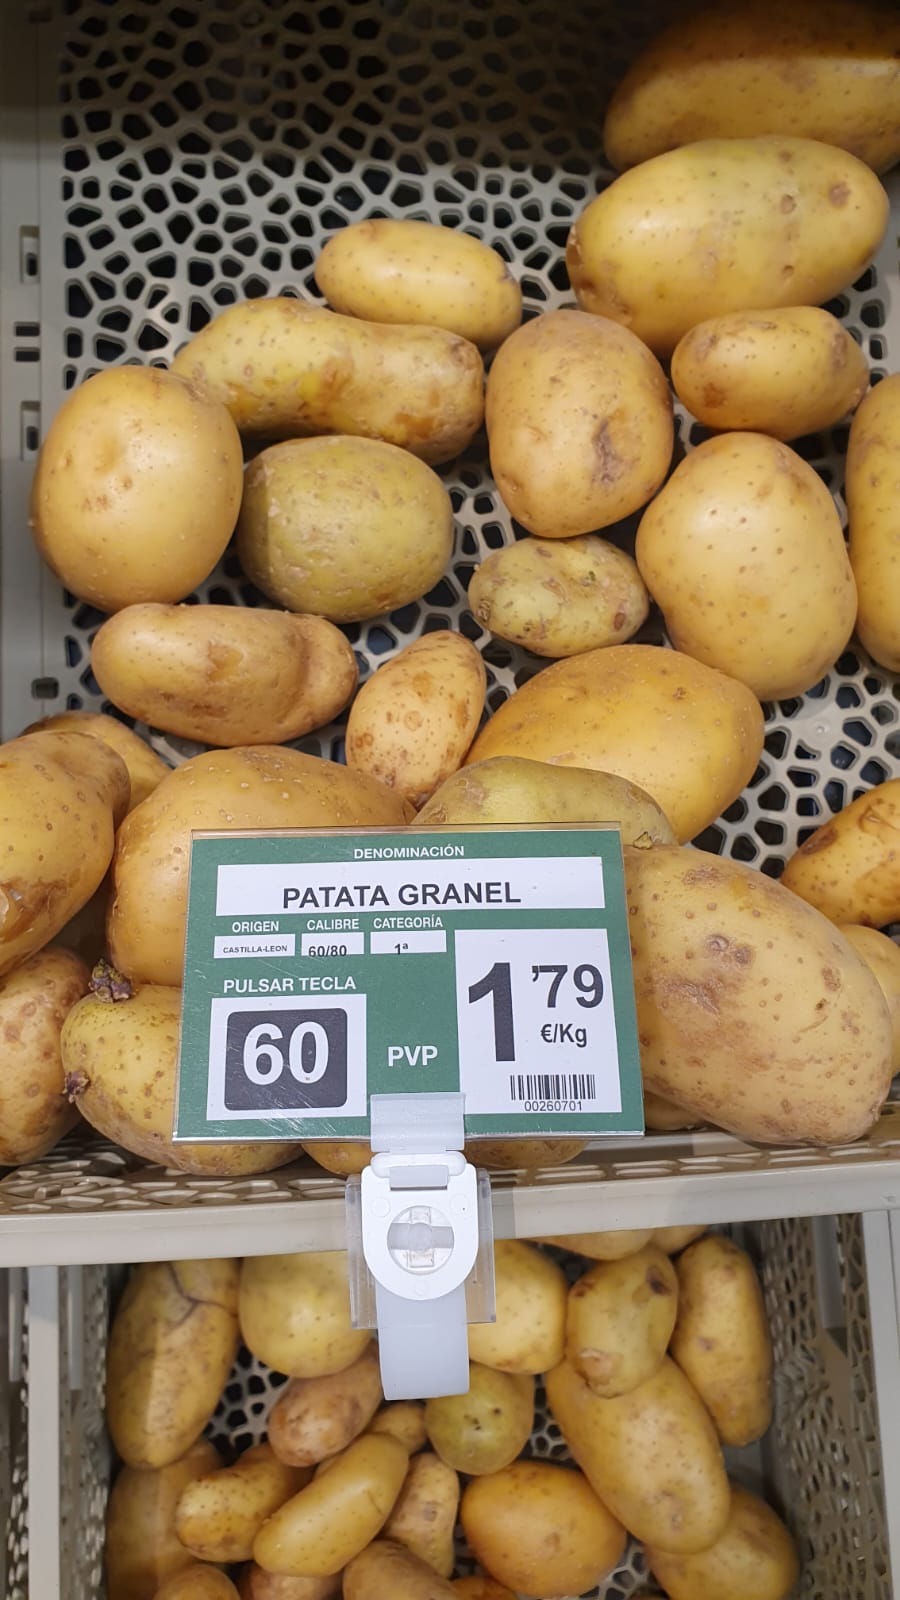 DENOMINACIÓN
PATATA GRANEL
ORIGEN CALIBRE CATEGORÍA
CASTILLA-LEON 60/80 1ª
PULSAR TECLA
60
PVP
1'79
€/Kg
00260701